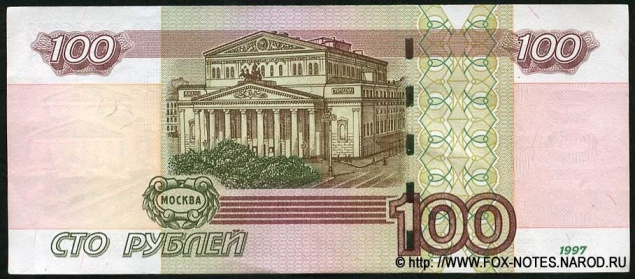 100 100
МОСКВА
СТО РУБЛЕЙ 100
1997
© http://WWW.FOX-NOTES.NAROD.RU